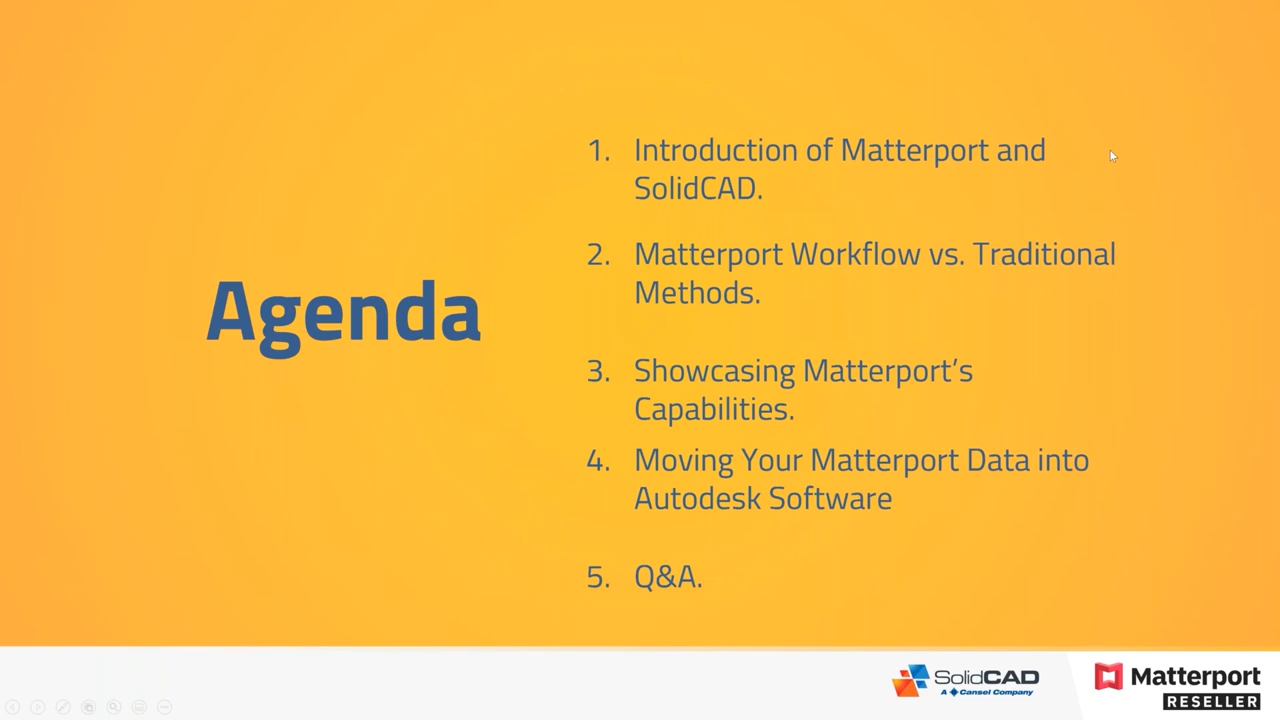 Agenda
1. Introduction of Matterport and
SolidCAD.
2. Matterport Workflow vs. Traditional
Methods.
3. Showcasing Matterport’s
Capabilities.
4. Moving Your Matterport Data into
Autodesk Software
5. Q&A.
SolidCAD
A Cansel Company
Matterport
RESELLER